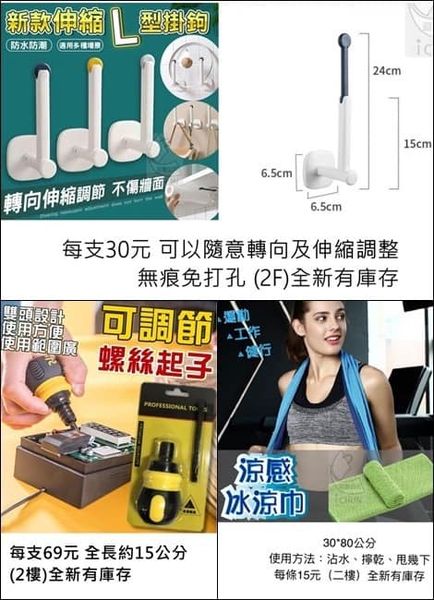 新款伸縮L型掛鉤
防水防潮 適用多種墻
轉向伸縮調節 不傷牆面
24cm
15cm
6.5cm
6.5cm
每支30元 可以隨意轉向及伸縮調整
無痕免打孔 (2F)全新有庫存
雙頭設計
使用方便
使用範圍廣
可調節
螺絲起子
PROFESSIONAL TOOLS
每支69元 全長約15公分
(2樓)全新有庫存
運動
工作
健行
涼感
冰涼巾
30*80公分
使用方法：沾水、擰乾、甩幾下
每條15元（二樓）全新有庫存